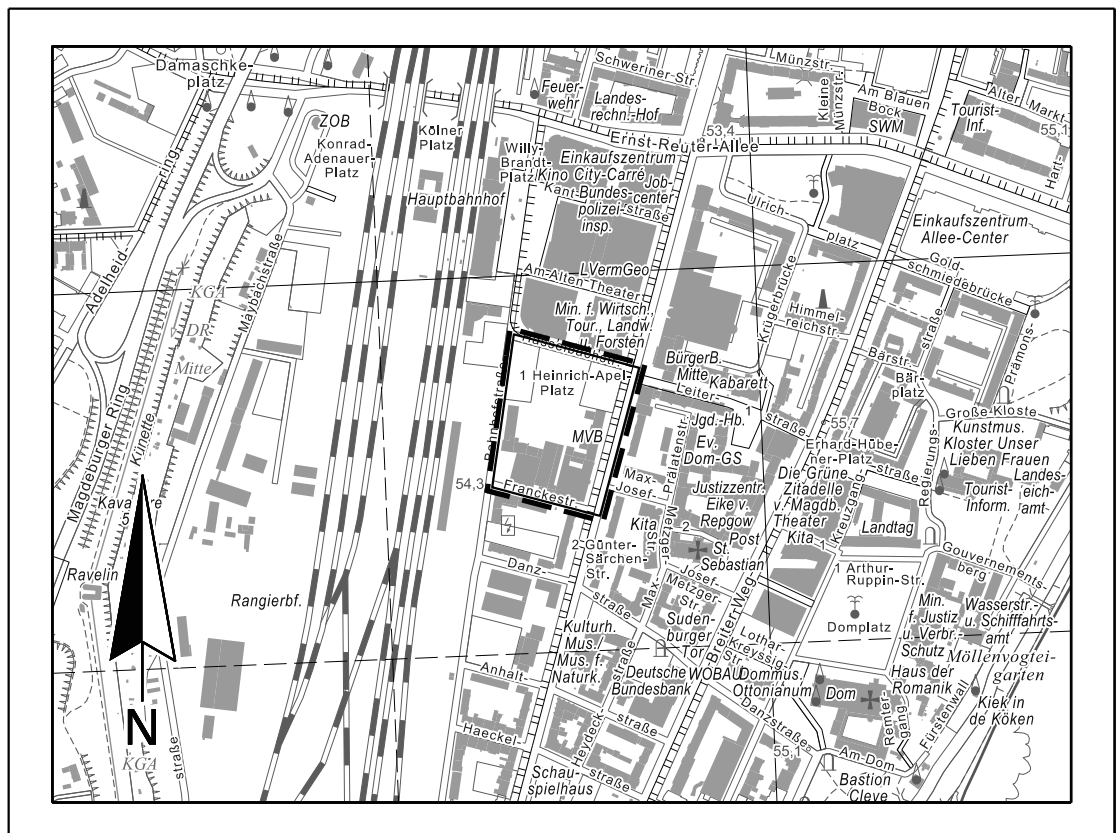 Damaschke-
platz
ring
ZOB
Konrad-
Adenauer-
Platz
Kölner
Platz
Hauptbahnhof
Willy-
Brandt-
Platz
Feuer-
wehr
Landes-
rechn.-Hof
Schweriner Str.
Münzstr.
Kleine
Münzstr.
Am Blauen
Bock
SWM
Tourist-
Inf.
Alter Markt
55,1
Hart-
53,4
Ernst-Reuter-Allee
Einkaufszentrum
Kino City-Carré
Kant-
straße
Bundes-
polizei-
insp.
Job-
center
Ulrich-
platz
Einkaufszentrum
Allee-Center
Gold-
schmiedebrücke
LVermGeo
Am-Alten-Theater
Min. f. Wirtsch.,
Tour., Landw.
u. Forsten
Krügerbrücke
Himmel-
reichstr.
Bärstr.
straße
Bär-
platz
Prämons-
Adelheid
KGA
DR
Mitte
Maybachstraße
Magdeburger Ring
Künette
Ravelin
1 Heinrich-Apel-
Platz
Bahnhofstraße
MVB
54,3
Franckestr.
BürgerB.
Mitte
Kabarett
Leiter-
straße
1
Jgd.-Hb.
Ev.
Dom-GS
Prälatenstr.
Max-
Josef-
Metzger
Str.
55,7
Erhard-Hübe-
ner-Platz
straße
Regierungs-
Große Kloste
Kunstmus.
Kloster Unser
Lieben Frauen
Tourist-
Inform.
Landes-
eich-
amt
Justizzentr.
Eike v.
Repgow
Die Grüne
Zitadelle
v. Magdb.
Theater
Kita
Kreuzgang-
Landtag
Gouvernements-
berg
Kita
2
St.
Sebastian
Post
2 Günter-
Särchen-
Str.
Josef-
Metzger
Str.
Max-
Suden-
burger
Tor
Breiter-Weg
1 Arthur-
Ruppin-Str.
Domplatz
Min.
f. Justiz
u. Verbr.-
Schutz
Wasserstr.-
u. Schifffahrts-
amt
Möllenvogtei-
garten
Haus der
Romanik
Kiek in
de Köken
Fürstenwall
Remter-
gang
Rangierbf.
Danz-
straße
Kulturh.
Mus.
Mus. f.
Naturk.
Deutsche
Bundesbank
WOBAU
Lothar-
Kreyssig-
Str.
Dommus.
Ottonianum
Dom
Danzstraße
55,1
Am-Dom
Bastion
Cleve
Anhalt-
straße
Haeckel-
straße
Heydeck
straße
Schau-
spielhaus
N
KGA
straße